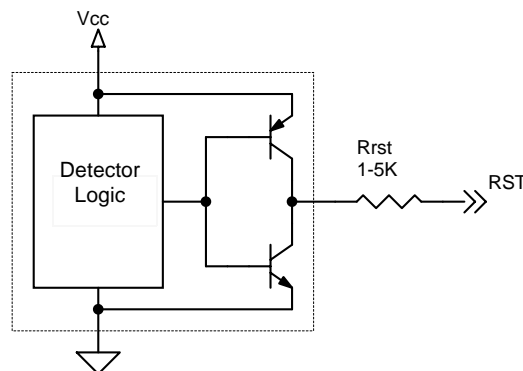 Vcc
Detector
Logic
Rrst
1-5K
RST